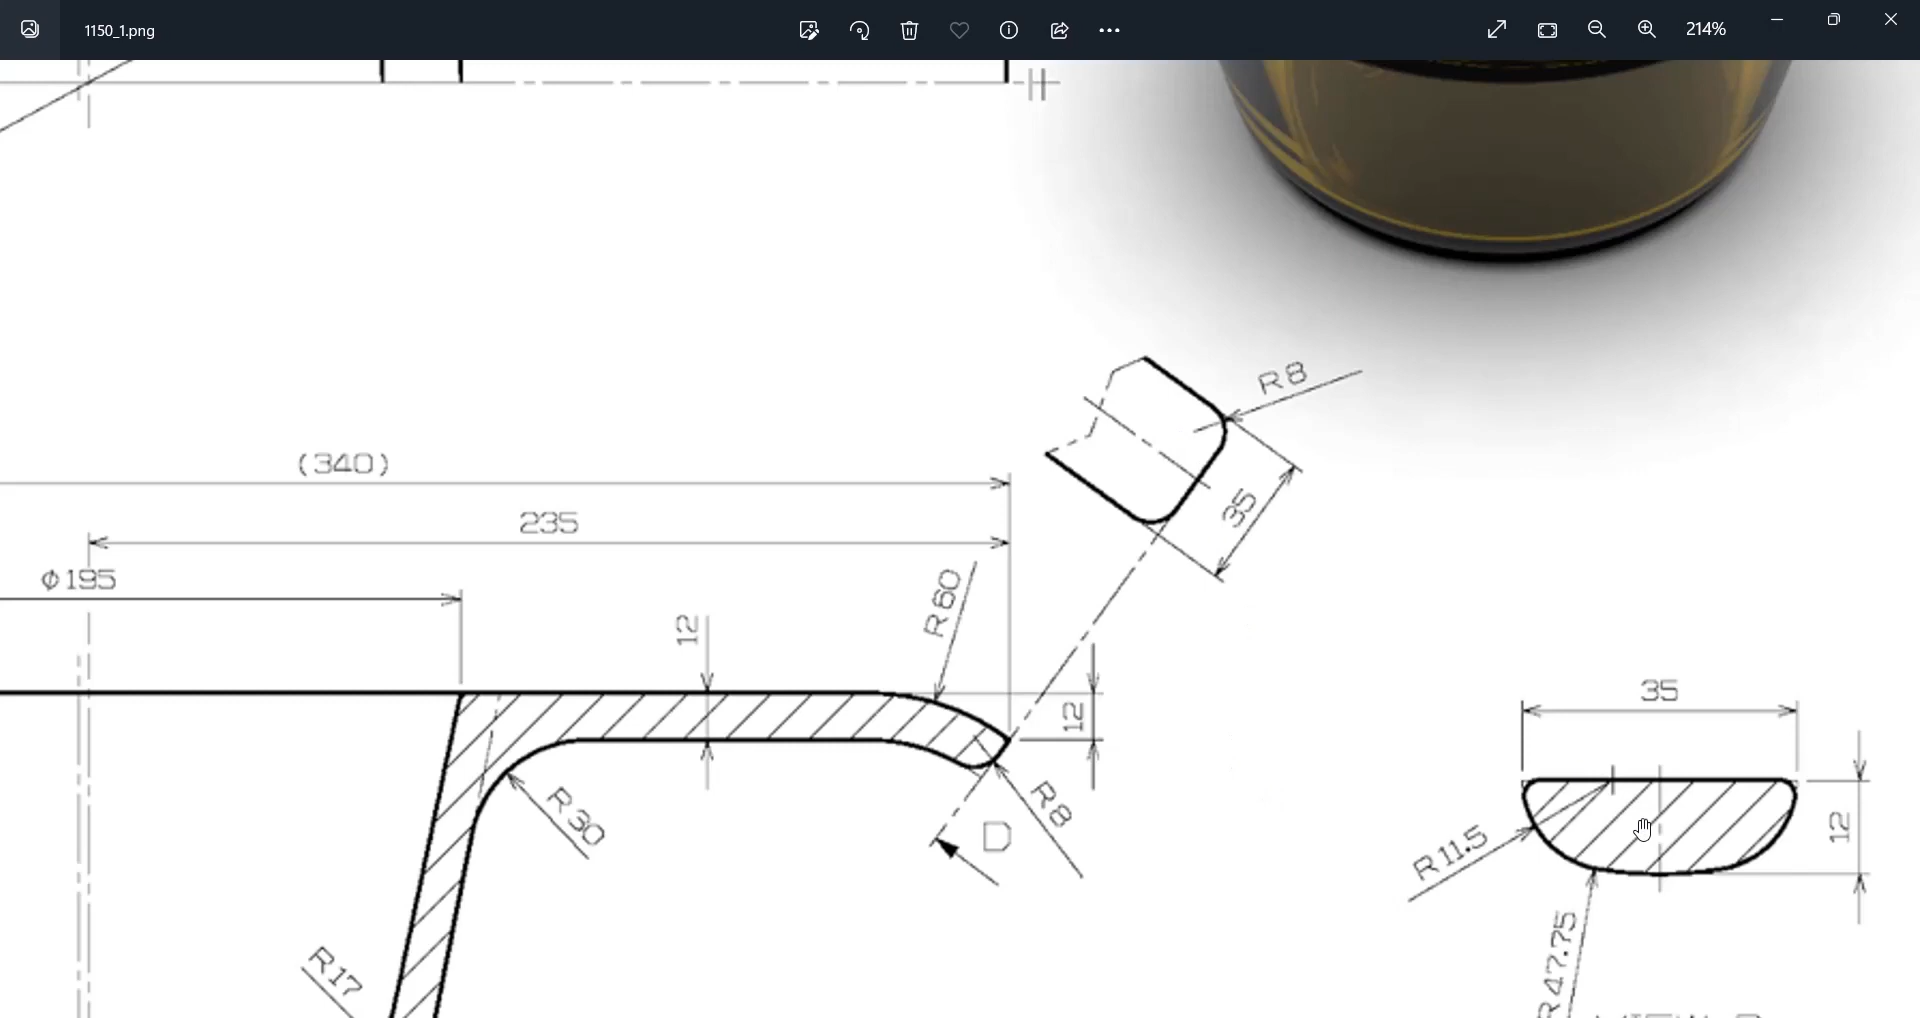 1150_1.png
214%
R8
35
(340)
235
⌀195
12
R60
12
R30
R8
D
R17
35
R11.5
12
R47.75